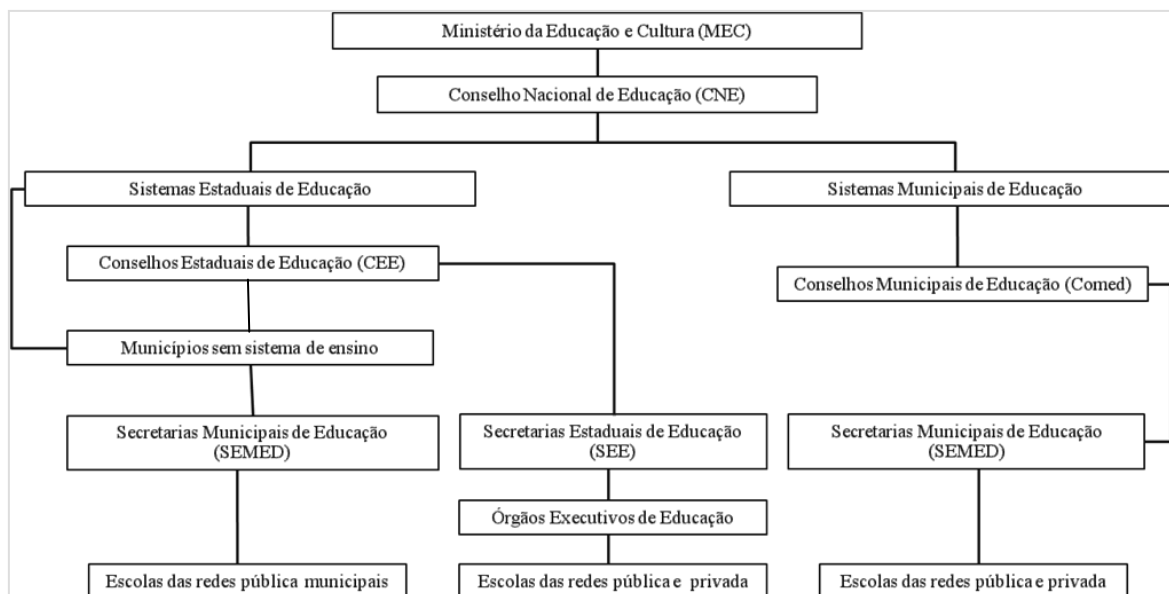 Ministério da Educação e Cultura (MEC)
Conselho Nacional de Educação (CNE)
Sistemas Estaduais de Educação
Sistemas Municipais de Educação
Conselhos Estaduais de Educação (CEE)
Conselhos Municipais de Educação (Comed)
Municípios sem sistema de ensino
Secretarias Municipais de Educação
(SEMED)
Secretarias Estaduais de Educação
(SEE)
Secretarias Municipais de Educação
(SEMED)
Órgãos Executivos de Educação
Escolas das redes pública municipais
Escolas das redes pública e privada
Escolas das redes pública e privada